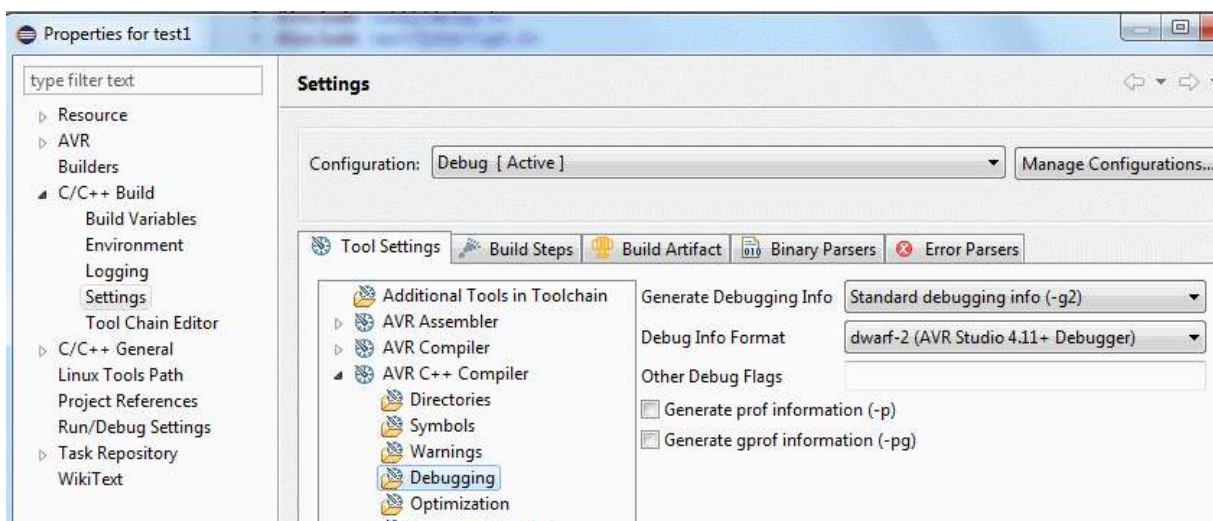 Properties for test1
type filter text
Resource
AVR
Builders
C/C++ Build
Build Variables
Environment
Logging
Settings
Tool Chain Editor
C/C++ General
Linux Tools Path
Project References
Run/Debug Settings
Task Repository
WikiText
Settings
Configuration: Debug [ Active ] Manage Configurations...
Tool Settings Build Steps Build Artifact Binary Parsers Error Parsers
Additional Tools in Toolchain
AVR Assembler
AVR Compiler
AVR C++ Compiler
Directories
Symbols
Warnings
Debugging
Optimization
Generate Debugging Info Standard debugging info (-g2)
Debug Info Format dwarf-2 (AVR Studio 4.11+ Debugger)
Other Debug Flags
Generate prof information (-p)
Generate gprof information (-pg)